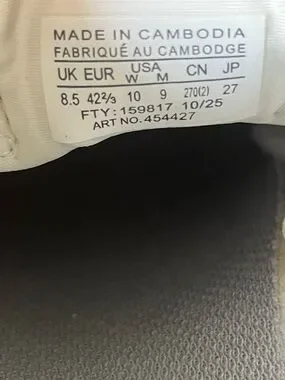 MADE IN CAMBODIA
FABRIQUÉ AU CAMBODGE
UK EUR USA CN JP
W M
8.5 42⅔ 10 9 270(2) 27
FTY: 159817 10/25
ART NO. 454427